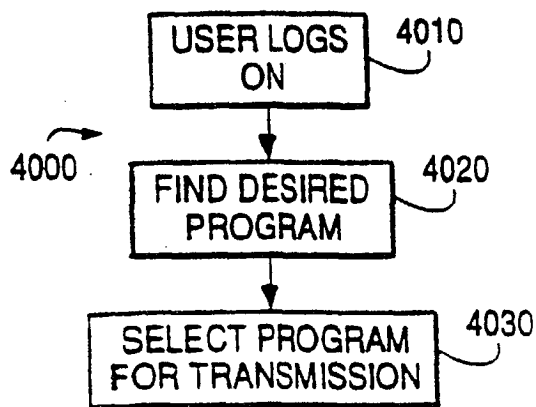 USER LOGS
ON
4010
4000
FIND DESIRED
PROGRAM
4020
SELECT PROGRAM
FOR TRANSMISSION
4030